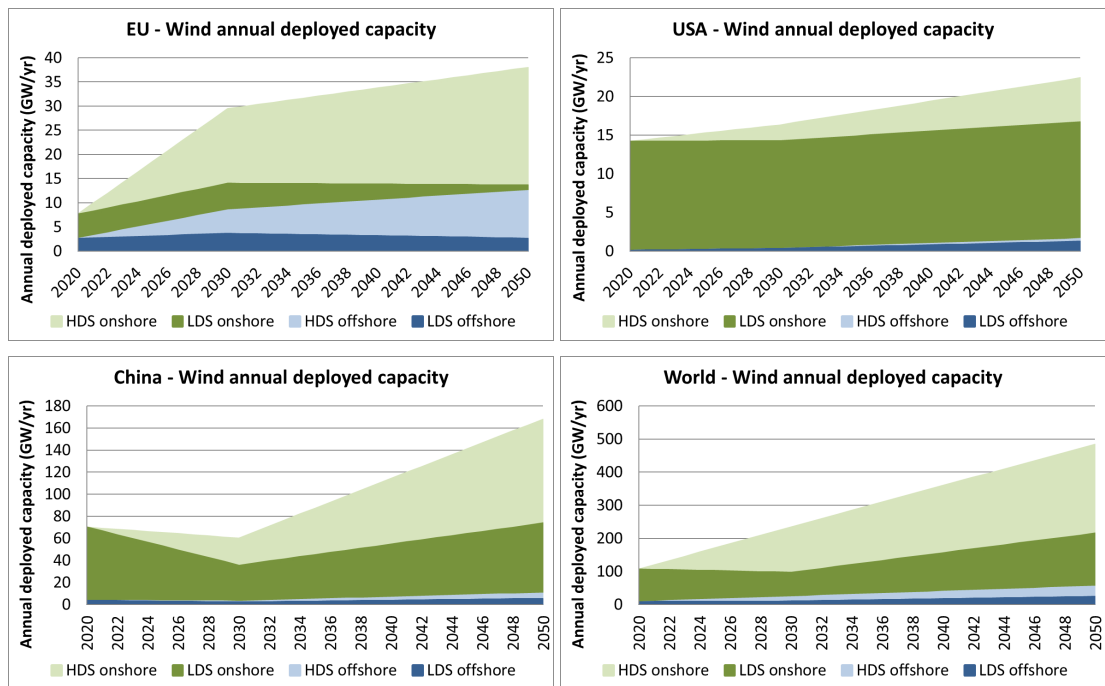 EU - Wind annual deployed capacity
Annual deployed capacity (GW/yr)
40
35
30
25
20
15
10
5
0
2020 2022 2024 2026 2028 2030 2032 2034 2036 2038 2040 2042 2044 2046 2048 2050
HDS onshore LDS onshore HDS offshore LDS offshore
USA - Wind annual deployed capacity
Annual deployed capacity (GW/yr)
25
20
15
10
5
0
2020 2022 2024 2026 2028 2030 2032 2034 2036 2038 2040 2042 2044 2046 2048 2050
HDS onshore LDS onshore HDS offshore LDS offshore
China - Wind annual deployed capacity
Annual deployed capacity (GW/yr)
180
160
140
120
100
80
60
40
20
0
2020 2022 2024 2026 2028 2030 2032 2034 2036 2038 2040 2042 2044 2046 2048 2050
HDS onshore LDS onshore HDS offshore LDS offshore
World - Wind annual deployed capacity
Annual deployed capacity (GW/yr)
600
500
400
300
200
100
0
2020 2022 2024 2026 2028 2030 2032 2034 2036 2038 2040 2042 2044 2046 2048 2050
HDS onshore LDS onshore HDS offshore LDS offshore